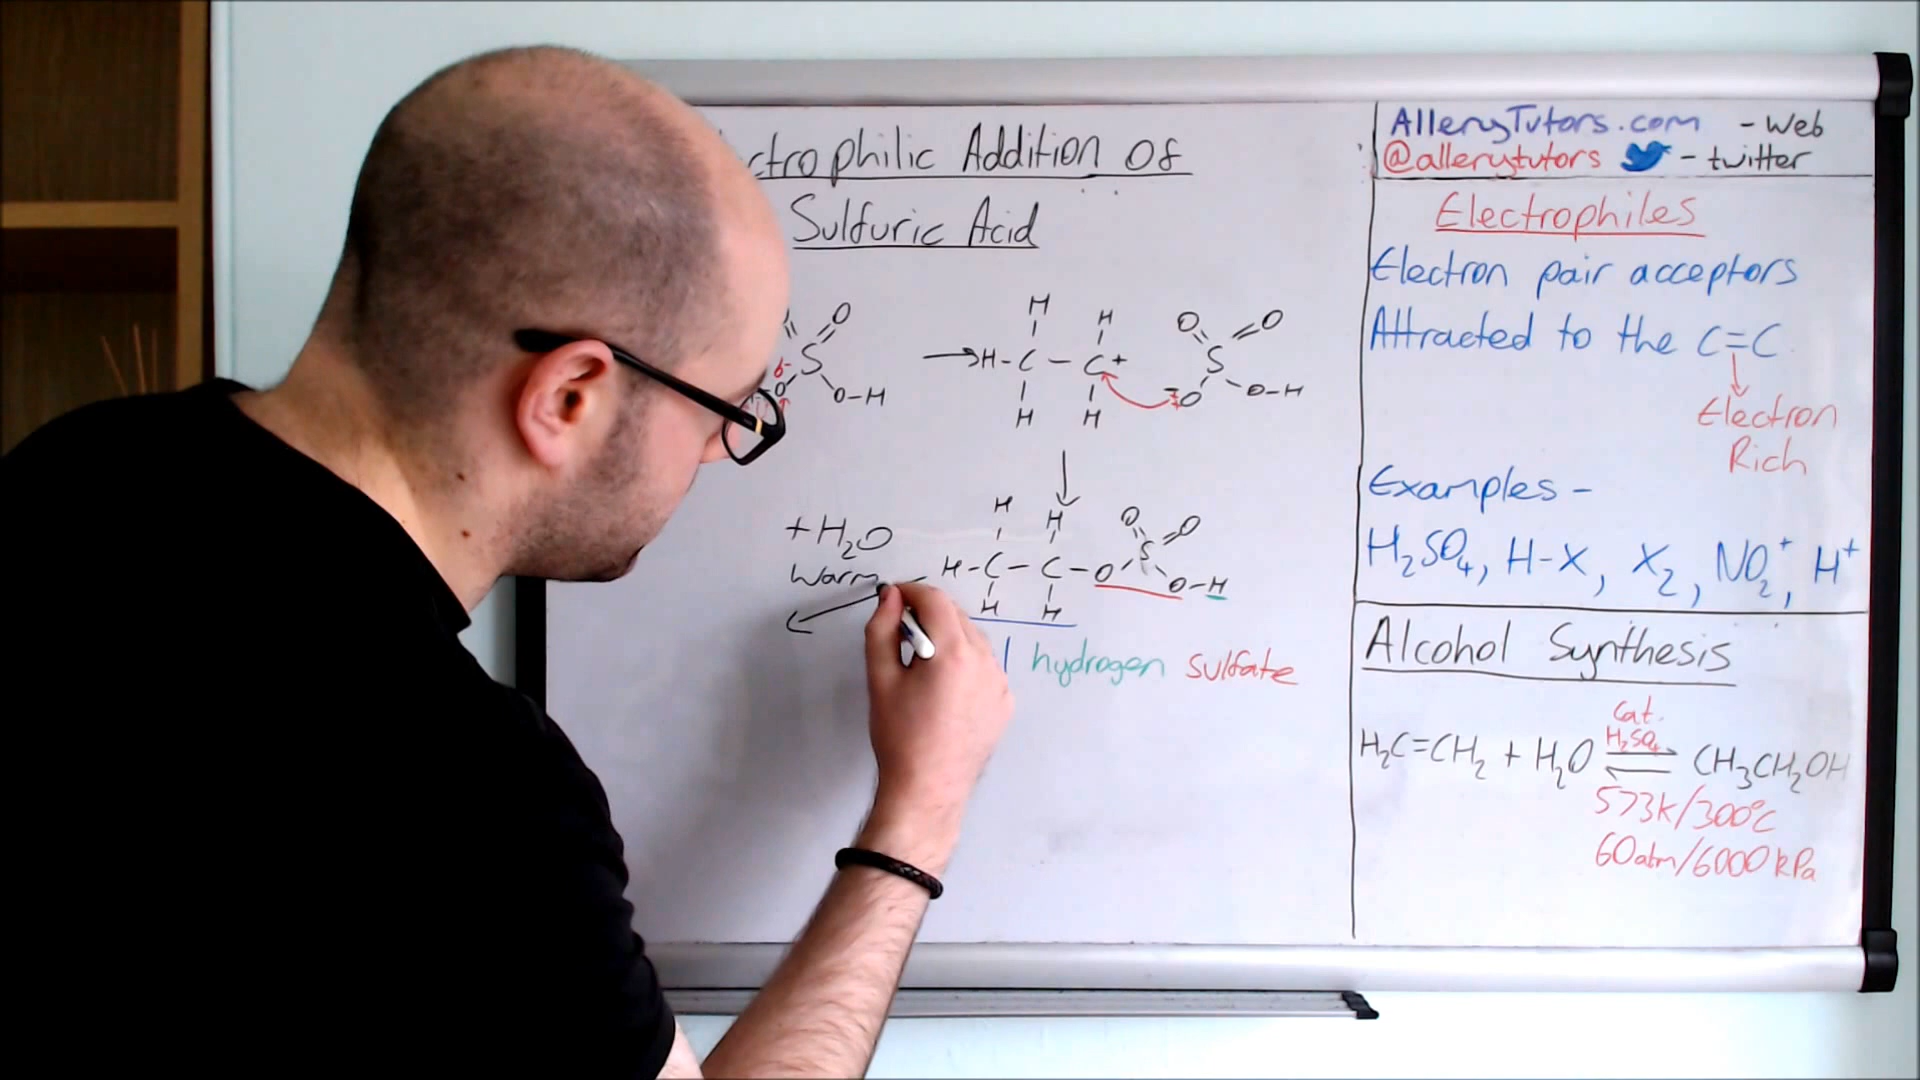 ctrophilic Addition of
Sulfuric Acid
O
S
δ-
O
O-H
H
H
H-C-C+
H
H
O
O
S
-O
O-H
+H₂O
Warm
H
H
H-C-C-O
H
H
O
O
S
O-H
l hydrogen sulfate
AlleryTutors.com - Web
@allerytutors - twitter
Electrophiles
Electron pair acceptors
Attracted to the C=C
Electron
Rich
Examples -
H₂SO₄, H-X, X₂, NO₂⁺, H⁺
Alcohol Synthesis
Cat.
H₂SO₄
H₂C=CH₂ + H₂O ⇌ CH₃CH₂OH
573K/300°C
60atm/6000kPa